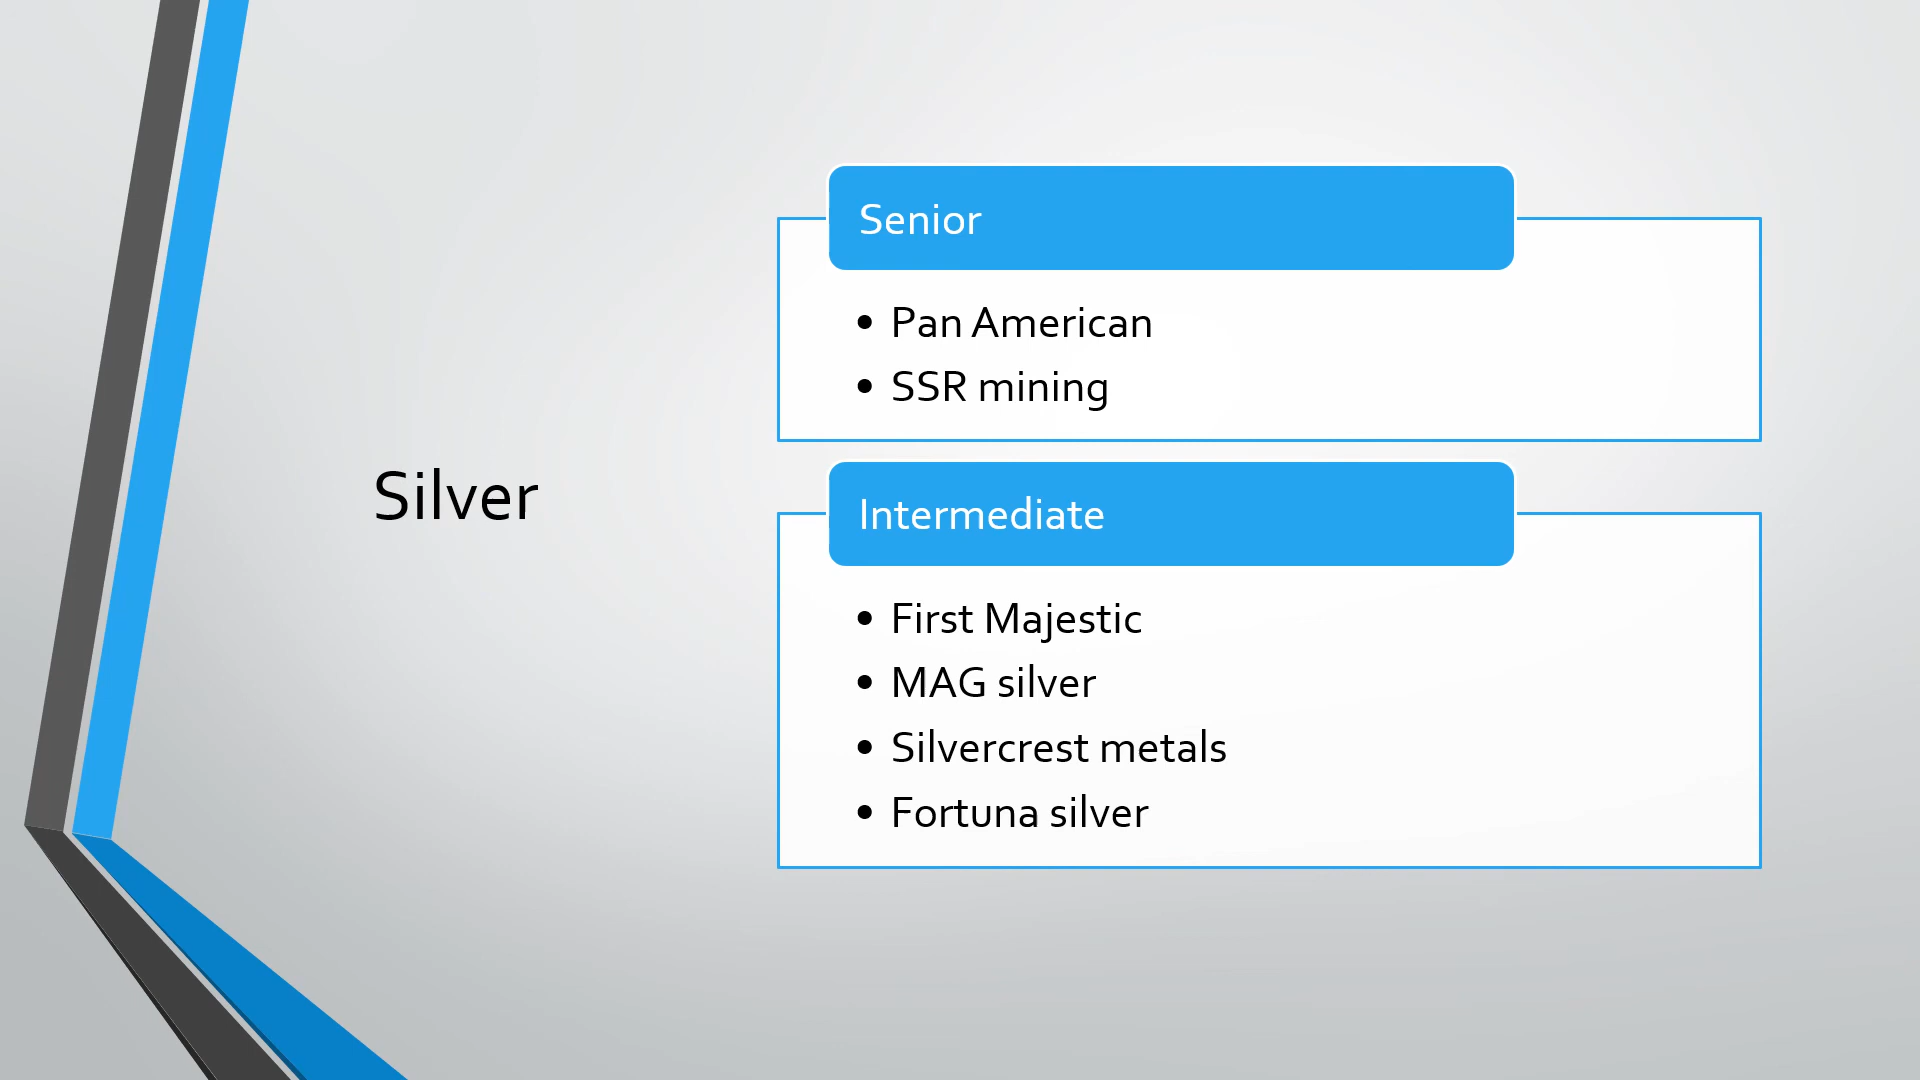 Silver
Senior
• Pan American
• SSR mining
Intermediate
• First Majestic
• MAG silver
• Silvercrest metals
• Fortuna silver